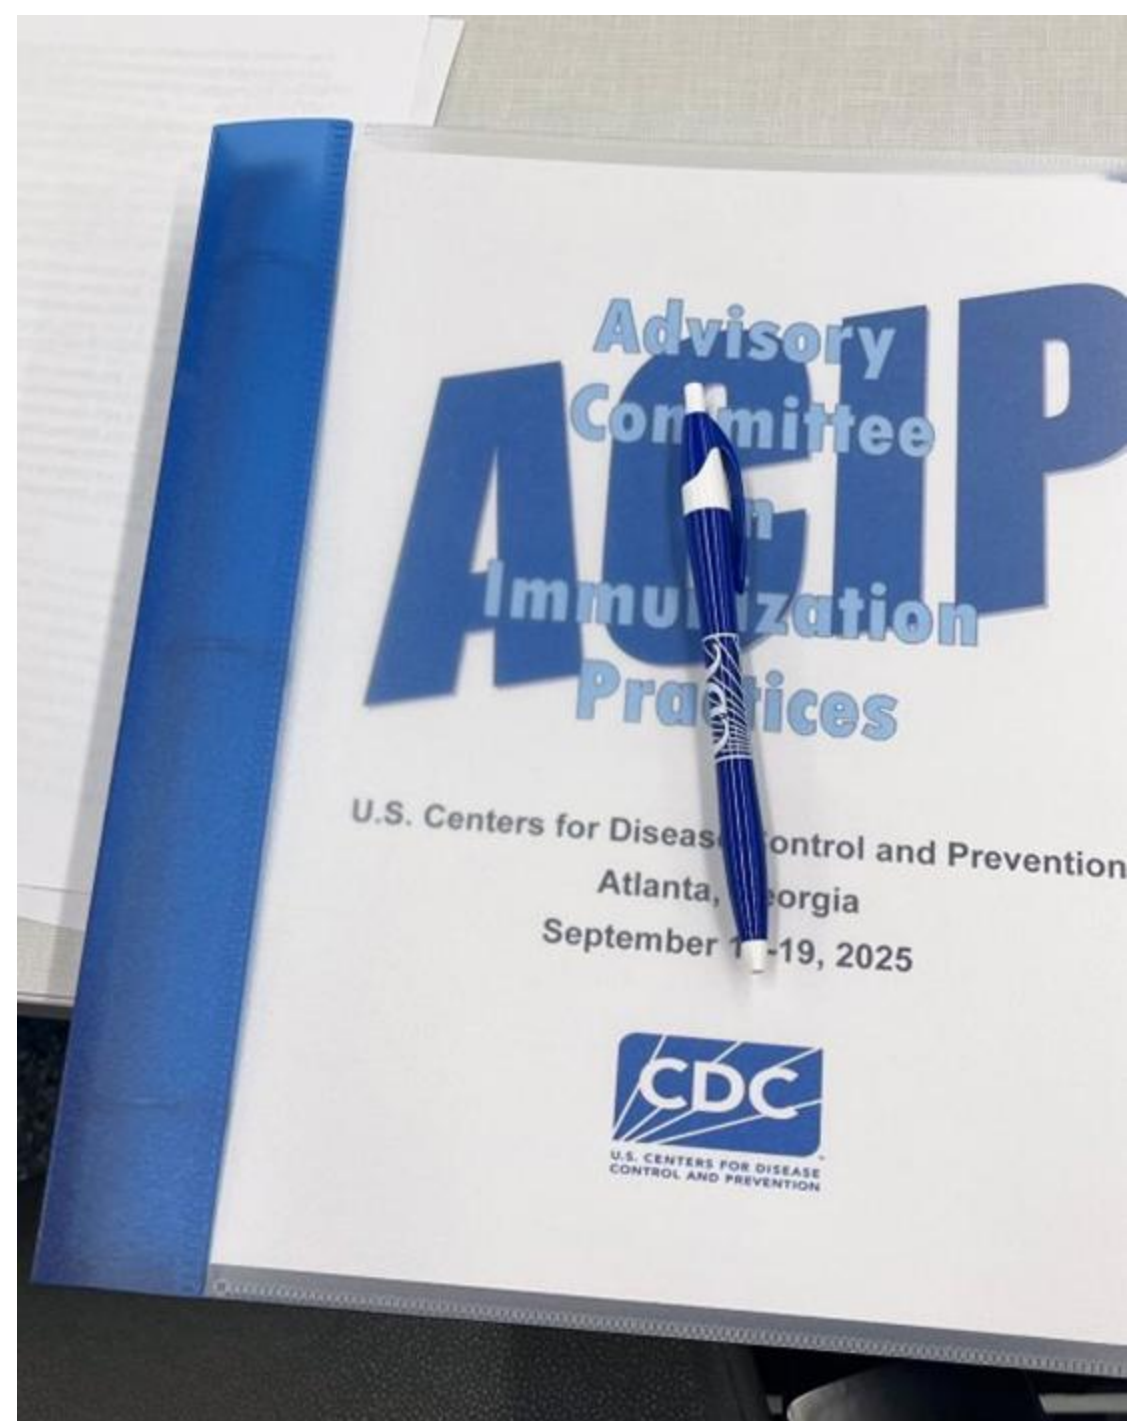 ACIP
Advisory
Committee
on
Immunization
Practices
U.S. Centers for Disease Control and Prevention
Atlanta, Georgia
September -19, 2025
CDC
U.S. CENTERS FOR DISEASE
CONTROL AND PREVENTION